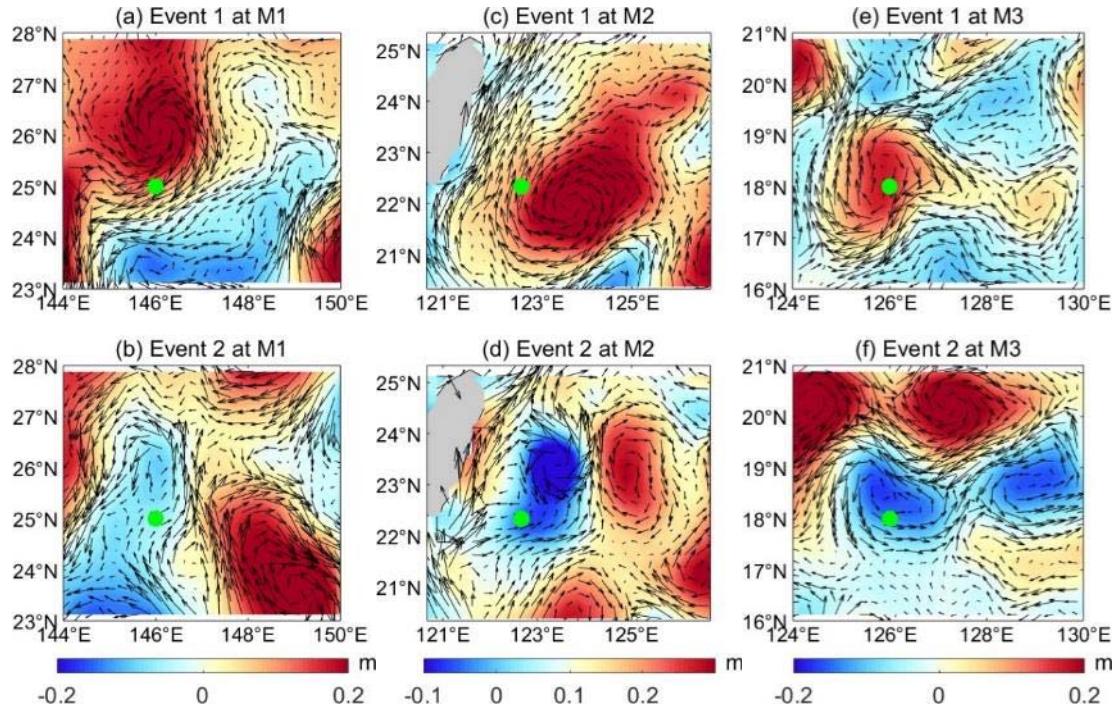 (a) Event 1 at M1
(c) Event 1 at M2
(e) Event 1 at M3
28°N
27°N
26°N
25°N
24°N
23°N
144°E
146°E
148°E
150°E
25°N
24°N
23°N
22°N
21°N
121°E
123°E
125°E
21°N
20°N
19°N
18°N
17°N
16°N
124°E
126°E
128°E
130°E
(b) Event 2 at M1
(d) Event 2 at M2
(f) Event 2 at M3
28°N
27°N
26°N
25°N
24°N
23°N
144°E
146°E
148°E
150°E
25°N
24°N
23°N
22°N
21°N
121°E
123°E
125°E
21°N
20°N
19°N
18°N
17°N
16°N
124°E
126°E
128°E
130°E
m
-0.2 0 0.2
m
-0.1 0 0.1 0.2
m
-0.2 0 0.2